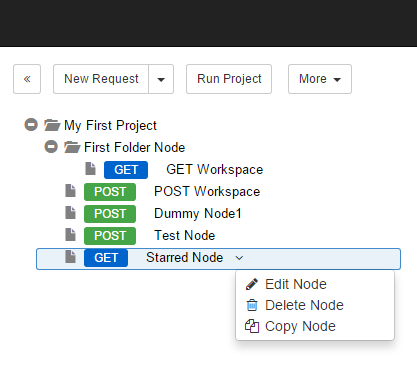 « New Request Run Project More
My First Project
First Folder Node
GET GET Workspace
POST POST Workspace
POST Dummy Node1
POST Test Node
GET Starred Node
Edit Node
Delete Node
Copy Node